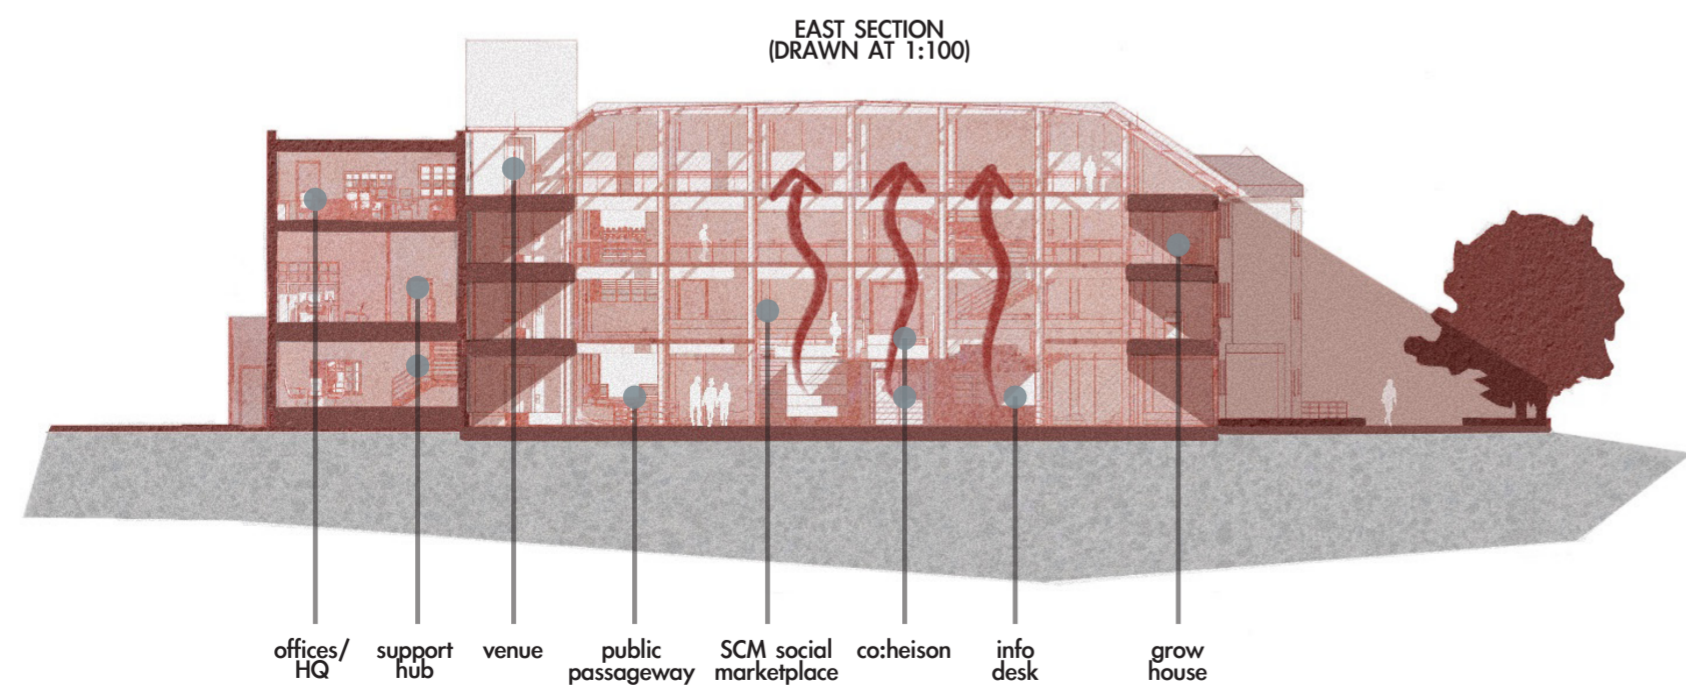 EAST SECTION
(DRAWN AT 1:100)
offices/
HQ
support
hub
venue
public
passageway
SCM social
marketplace
co:heison
info
desk
grow
house